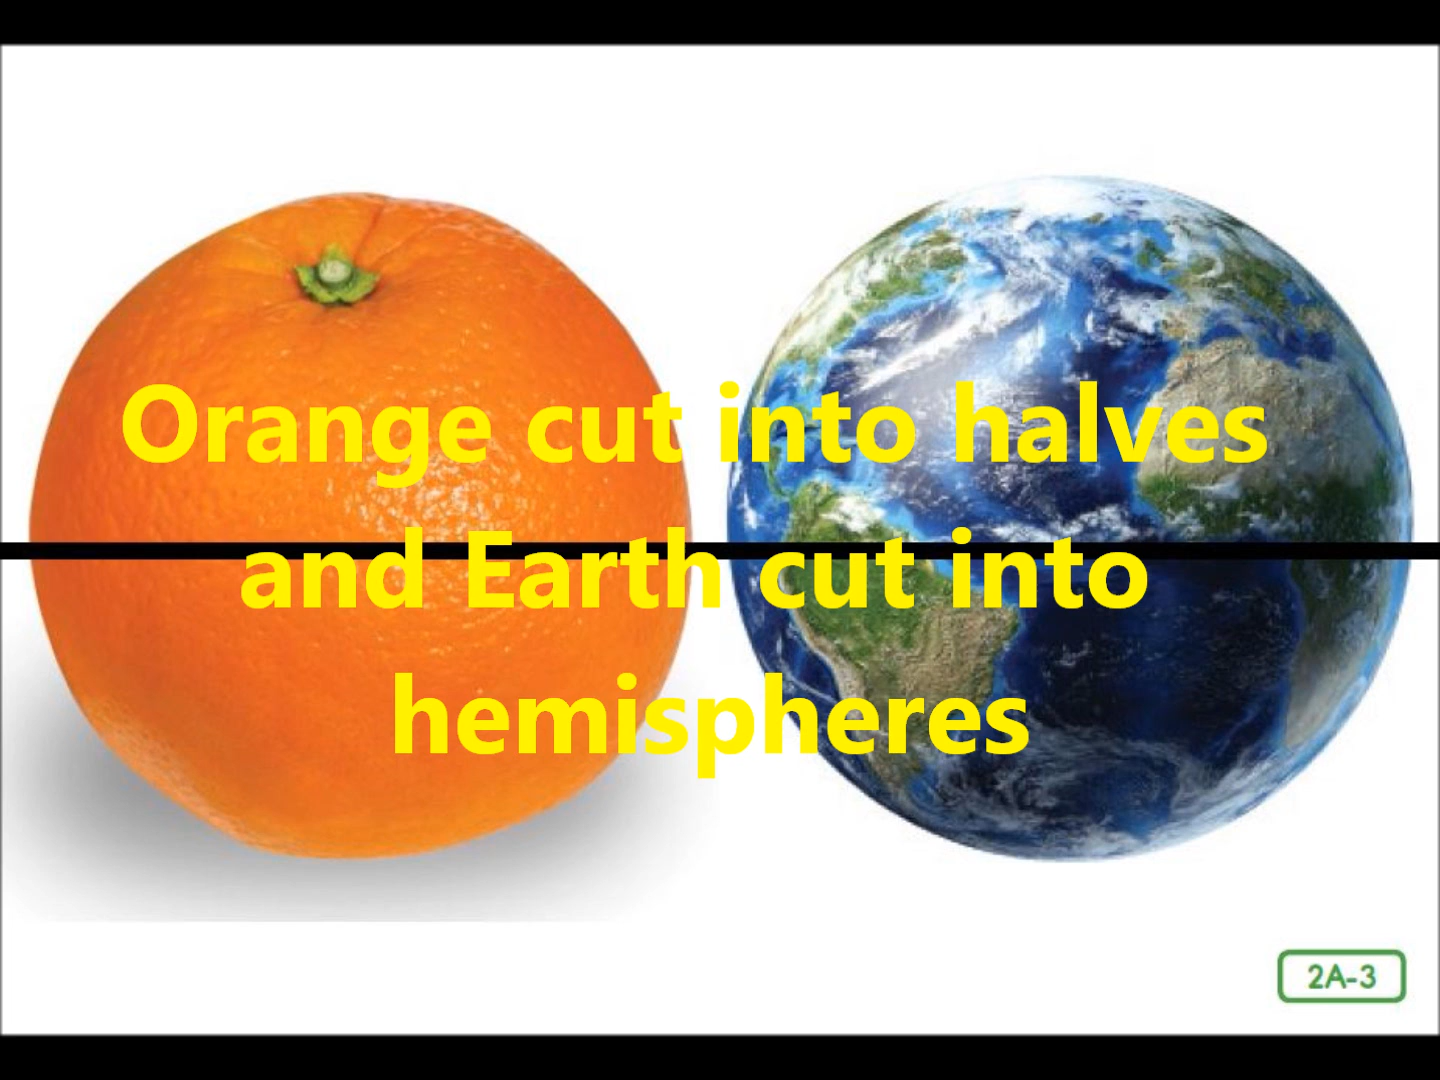 Orange cut into halves
and Earth cut into
hemispheres
2A-3